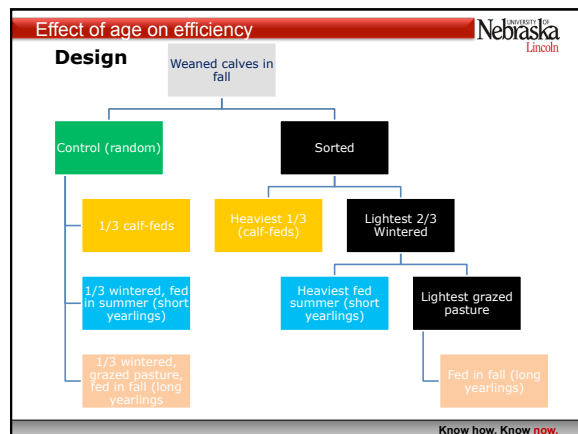 Effect of age on efficiency
UNIVERSITY OF
Nebraska
Lincoln
Design
Weaned calves in
fall
Control (random)
Sorted
1/3 calf-feds
Heaviest 1/3
(calf-feds)
Lightest 2/3
Wintered
1/3 wintered, fed
in summer (short
yearlings)
Heaviest fed
summer (short
yearlings)
Lightest grazed
pasture
1/3 wintered,
grazed pasture,
fed in fall (long
yearlings
Fed in fall (long
yearlings)
Know how. Know now.